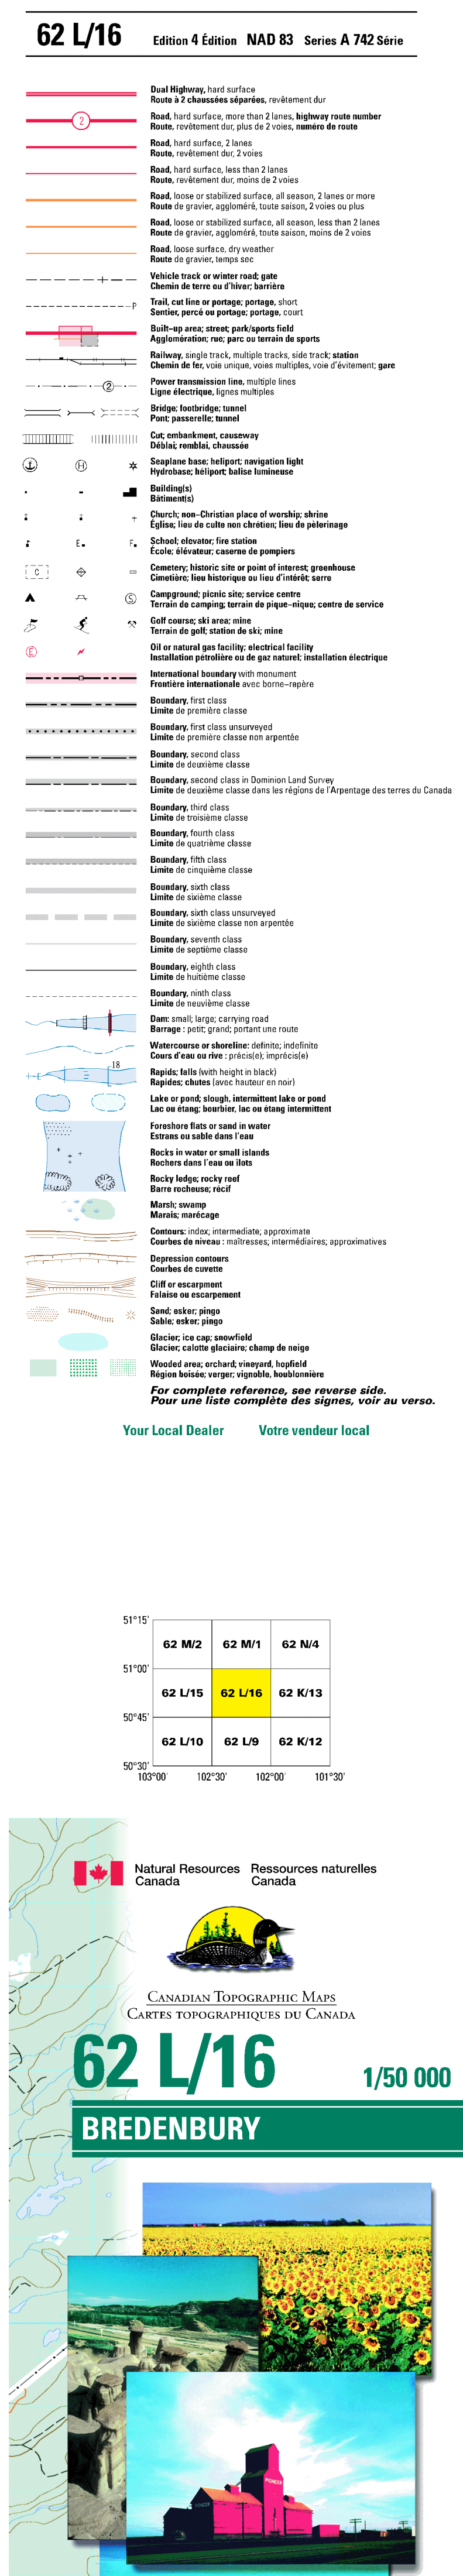 62 L/16 Edition 4 Édition NAD 83 Series A 742 Série
Dual Highway, hard surface
Route à 2 chaussées séparées, revêtement dur
2
Road, hard surface, more than 2 lanes, highway route number
Route, revêtement dur, plus de 2 voies, numéro de route
Road, hard surface, 2 lanes
Route, revêtement dur, 2 voies
Road, hard surface, less than 2 lanes
Route, revêtement dur, moins de 2 voies
Road, loose or stabilized surface, all season, 2 lanes or more
Route de gravier, aggloméré, toute saison, 2 voies ou plus
Road, loose or stabilized surface, all season, less than 2 lanes
Route de gravier, aggloméré, toute saison, moins de 2 voies
Road, loose surface, dry weather
Route de gravier, temps sec
Vehicle track or winter road; gate
Chemin de terre ou d'hiver; barrière
P
Trail, cut line or portage; portage, short
Sentier, percé ou portage; portage, court
Built-up area; street; park/sports field
Agglomération; rue; parc ou terrain de sports
Railway, single track, multiple tracks, side track; station
Chemin de fer, voie unique, voies multiples, voie d'évitement; gare
2
Power transmission line, multiple lines
Ligne électrique, lignes multiples
Bridge; footbridge; tunnel
Pont; passerelle; tunnel
Cut; embankment, causeway
Déblai; remblai, chaussée
H
Seaplane base; heliport; navigation light
Hydrobase; héliport; balise lumineuse
Building(s)
Bâtiment(s)
Church; non-Christian place of worship; shrine
Église; lieu de culte non chrétien; lieu de pèlerinage
E F
School; elevator; fire station
École; élévateur; caserne de pompiers
C
Cemetery; historic site or point of interest; greenhouse
Cimetière; lieu historique ou lieu d'intérêt; serre
S
Campground; picnic site; service centre
Terrain de camping; terrain de pique-nique; centre de service
Golf course; ski area; mine
Terrain de golf; station de ski; mine
E
Oil or natural gas facility; electrical facility
Installation pétrolière ou de gaz naturel; installation électrique
International boundary with monument
Frontière internationale avec borne-repère
Boundary, first class
Limite de première classe
Boundary, first class unsurveyed
Limite de première classe non arpentée
Boundary, second class
Limite de deuxième classe
Boundary, second class in Dominion Land Survey
Limite de deuxième classe dans les régions de l'Arpentage des terres du Canada
Boundary, third class
Limite de troisième classe
Boundary, fourth class
Limite de quatrième classe
Boundary, fifth class
Limite de cinquième classe
Boundary, sixth class
Limite de sixième classe
Boundary, sixth class unsurveyed
Limite de sixième classe non arpentée
Boundary, seventh class
Limite de septième classe
Boundary, eighth class
Limite de huitième classe
Boundary, ninth class
Limite de neuvième classe
Dam: small; large; carrying road
Barrage : petit; grand; portant une route
Watercourse or shoreline: definite; indefinite
Cours d'eau ou rive : précis(e); imprécis(e)
18
Rapids; falls (with height in black)
Rapides; chutes (avec hauteur en noir)
Lake or pond; slough, intermittent lake or pond
Lac ou étang; bourbier, lac ou étang intermittent
Foreshore flats or sand in water
Estrans ou sable dans l'eau
Rocks in water or small islands
Rochers dans l'eau ou îlots
Rocky ledge; rocky reef
Barre rocheuse; récif
Marsh; swamp
Marais; marécage
Contours: index; intermediate; approximate
Courbes de niveau : maîtresses; intermédiaires; approximatives
Depression contours
Courbes de cuvette
Cliff or escarpment
Falaise ou escarpement
Sand; esker; pingo
Sable; esker; pingo
Glacier; ice cap; snowfield
Glacier; calotte glaciaire; champ de neige
Wooded area; orchard; vineyard, hopfield
Région boisée; verger; vignoble, houblonnière
For complete reference, see reverse side.
Pour une liste complète des signes, voir au verso.
Your Local Dealer Votre vendeur local
51°15'
62 M/2 62 M/1 62 N/4
51°00'
62 L/15 62 L/16 62 K/13
50°45'
62 L/10 62 L/9 62 K/12
50°30'
103°00' 102°30' 102°00' 101°30'
Natural Resources Ressources naturelles
Canada Canada
Canadian Topographic Maps
Cartes topographiques du Canada
62 L/16 1/50 000
BREDENBURY
PIONEER
PIONEER